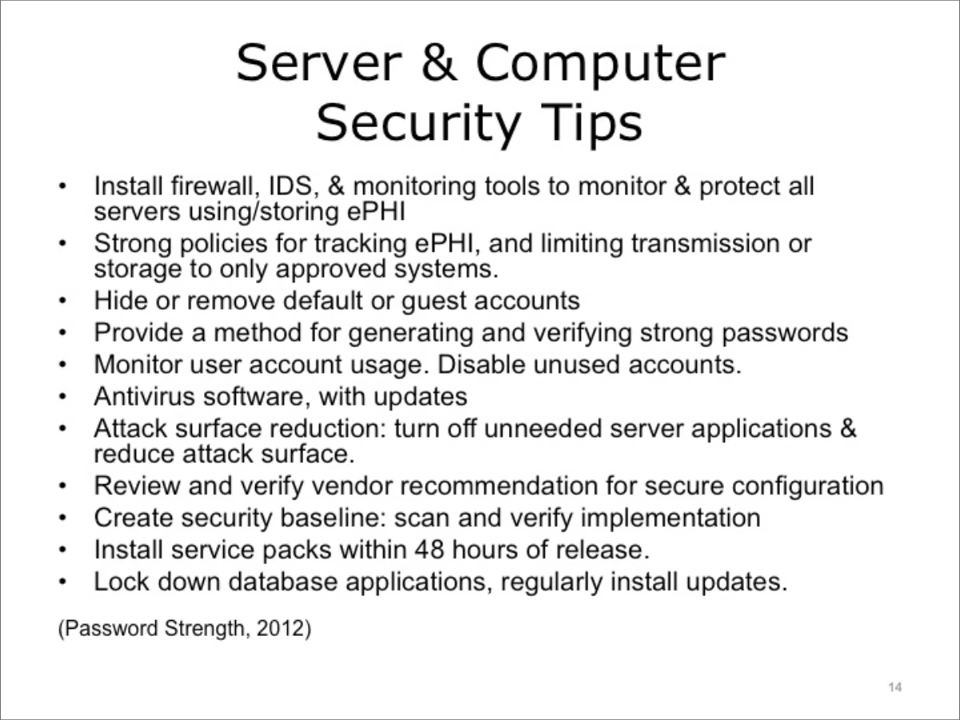 Server & Computer
Security Tips
• Install firewall, IDS, & monitoring tools to monitor & protect all
servers using/storing ePHI
• Strong policies for tracking ePHI, and limiting transmission or
storage to only approved systems.
• Hide or remove default or guest accounts
• Provide a method for generating and verifying strong passwords
• Monitor user account usage. Disable unused accounts.
• Antivirus software, with updates
• Attack surface reduction: turn off unneeded server applications &
reduce attack surface.
• Review and verify vendor recommendation for secure configuration
• Create security baseline: scan and verify implementation
• Install service packs within 48 hours of release.
• Lock down database applications, regularly install updates.
(Password Strength, 2012)
14